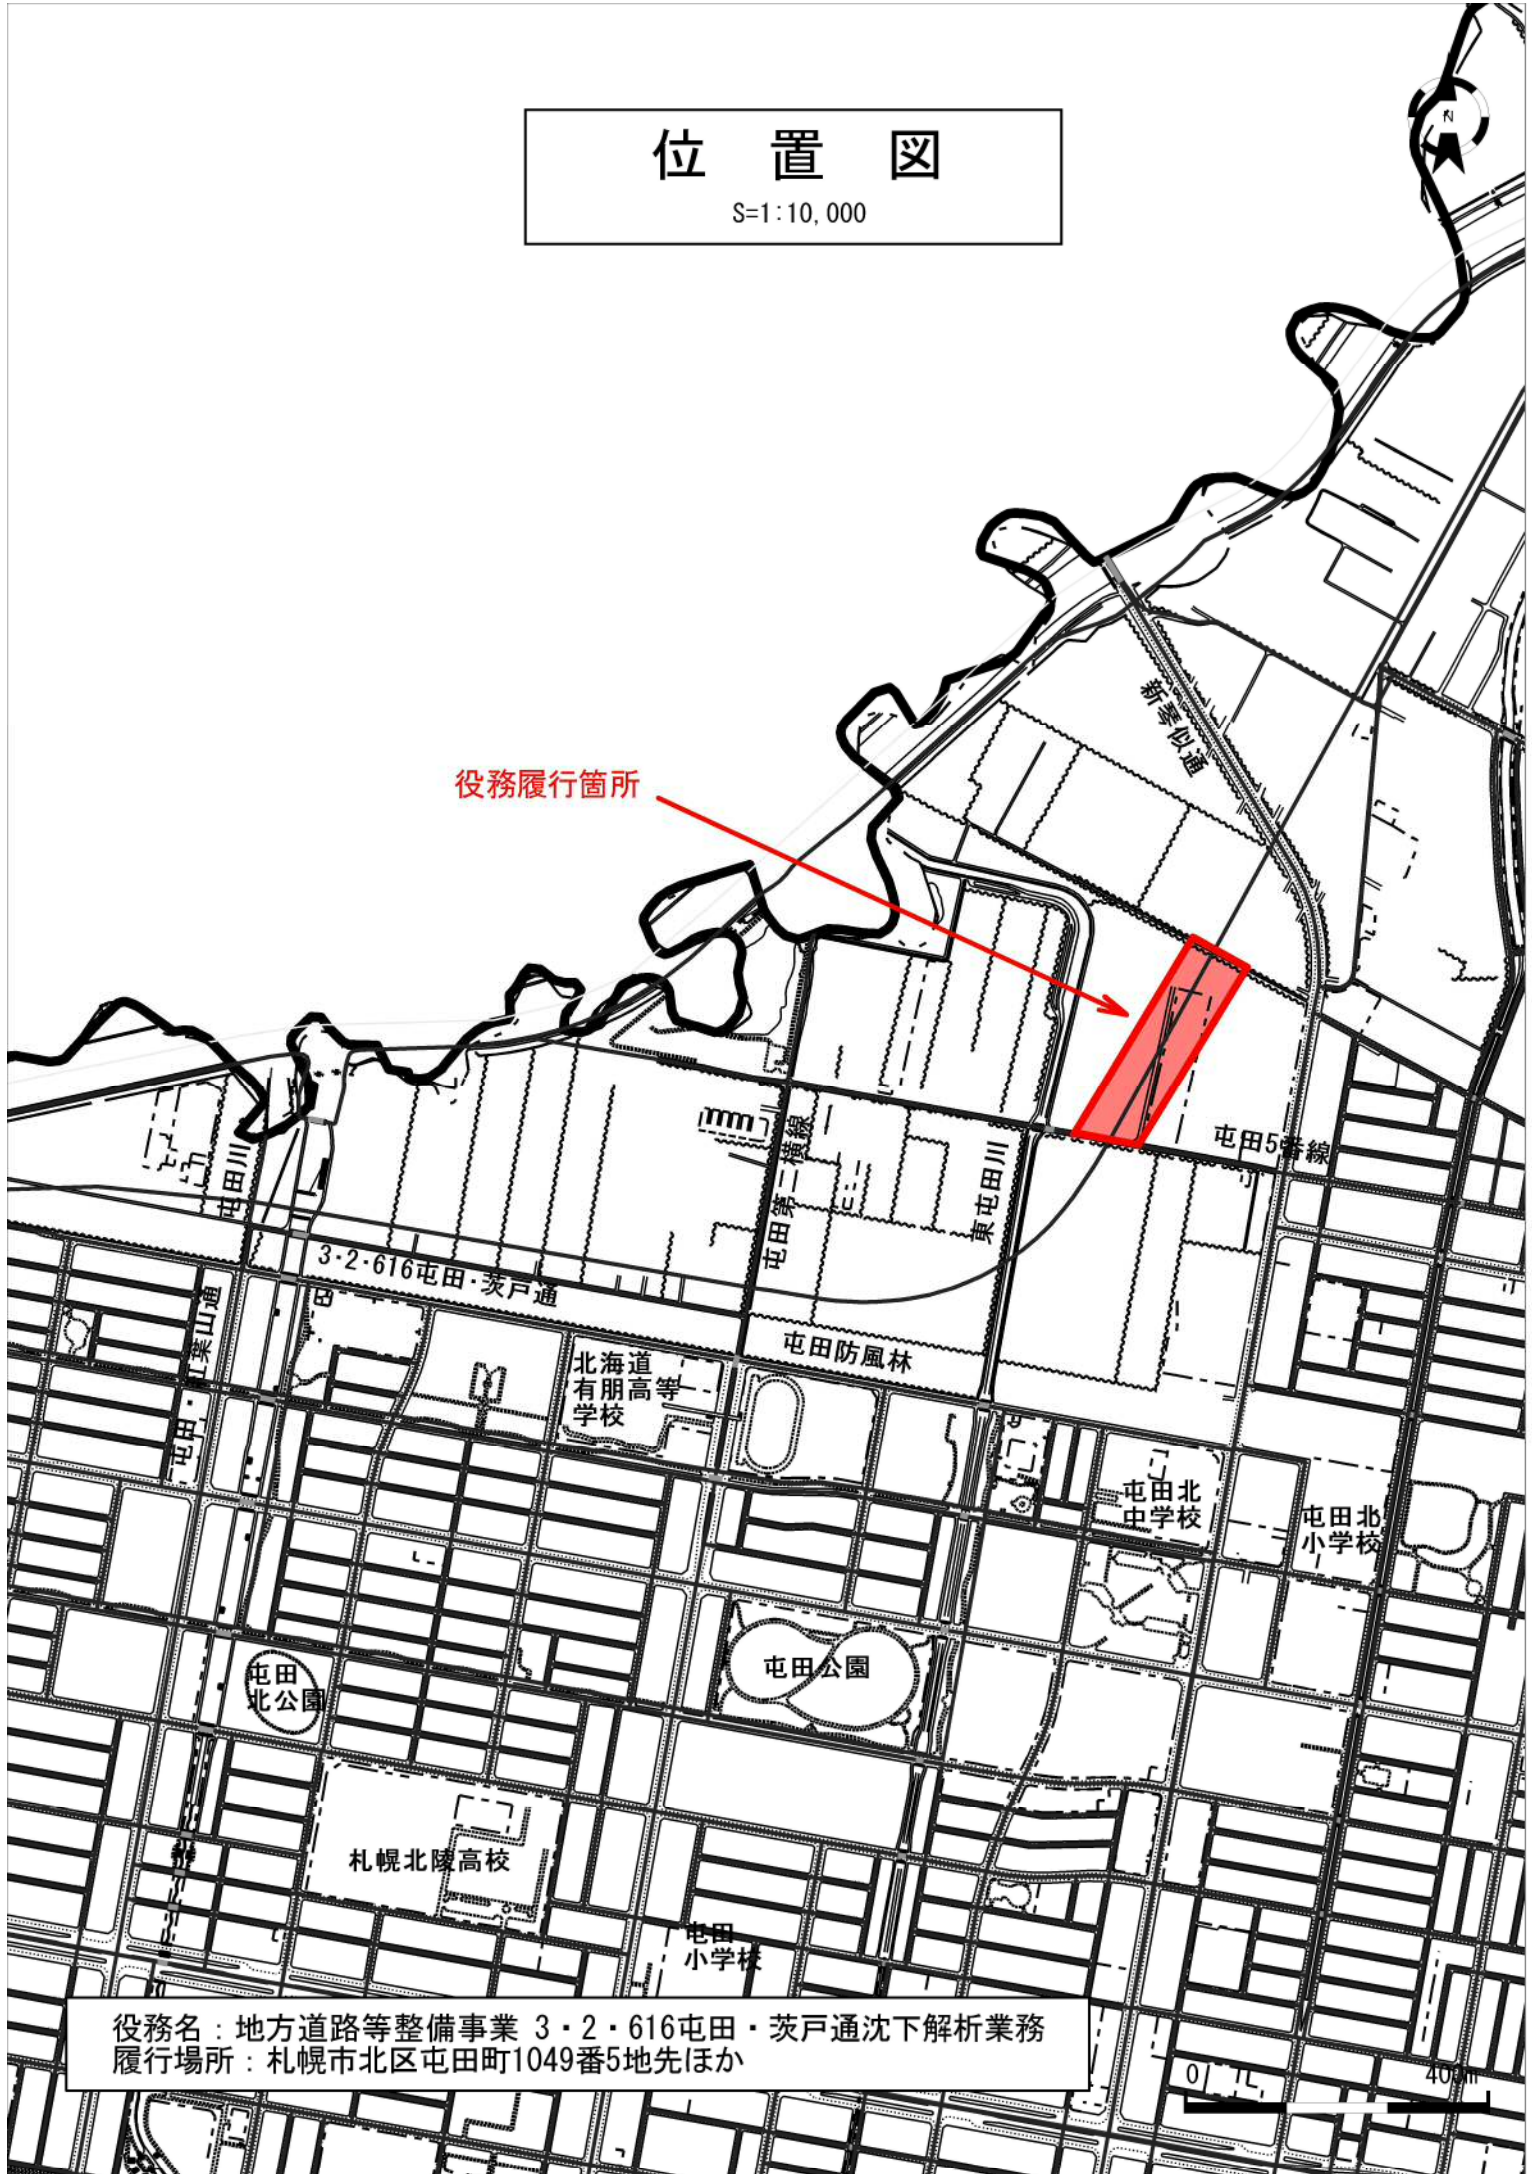 位 置 図
S=1:10,000
N
新琴似通
役務履行箇所
屯田5番線
屯田川
屯田第二横線
東屯田川
3・2・616屯田・茨戸通
屯田・紅葉山通
屯田防風林
北海道
有朋高等
学校
屯田北
中学校
屯田北
小学校
屯田公園
屯田
北公園
札幌北陵高校
屯田
小学校
役務名：地方道路等整備事業 3・2・616屯田・茨戸通沈下解析業務
履行場所：札幌市北区屯田町1049番5地先ほか
0 400m